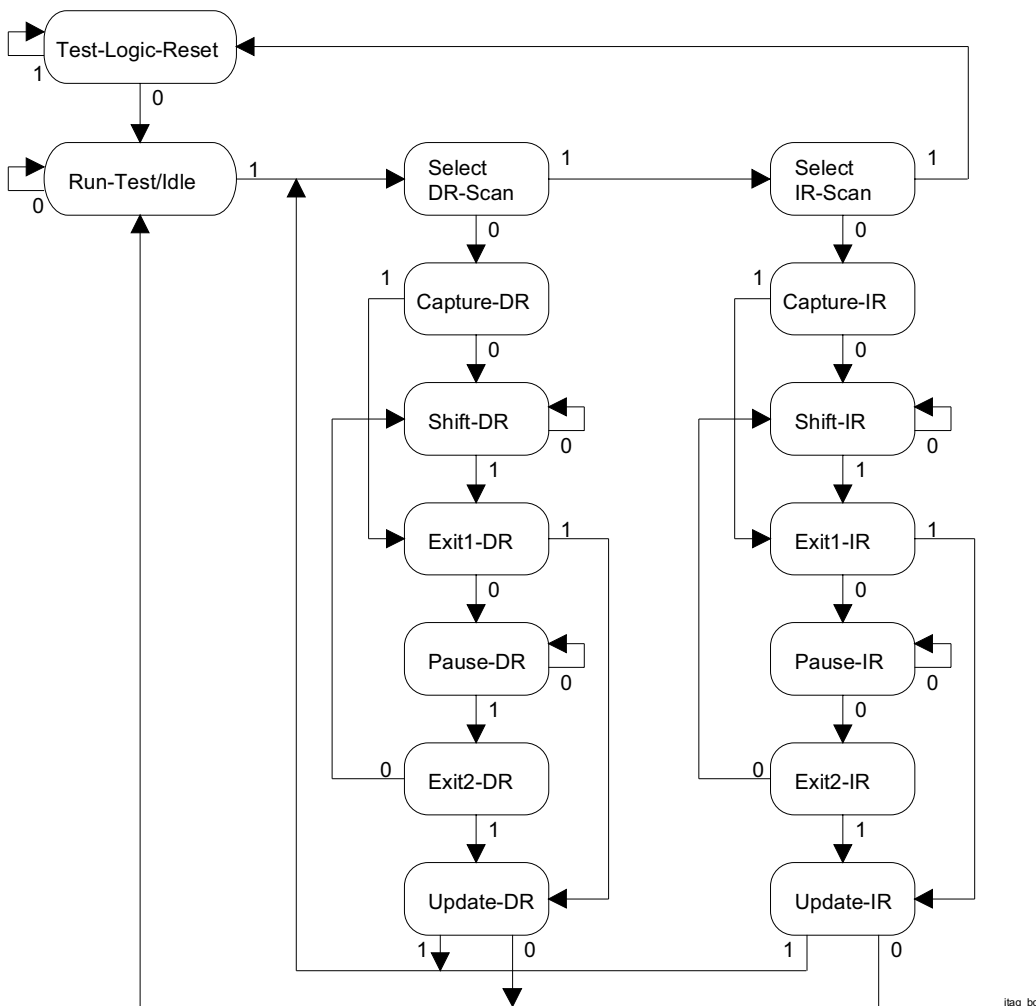 Test-Logic-Reset
1
0
Run-Test/Idle
0
1
Select
DR-Scan
1
0
Select
IR-Scan
1
0
1
Capture-DR
0
1
Capture-IR
0
Shift-DR
0
1
Shift-IR
0
1
Exit1-DR
1
0
Exit1-IR
1
0
Pause-DR
0
1
Pause-IR
0
0
0
Exit2-DR
1
0
Exit2-IR
1
Update-DR
1
0
Update-IR
1
0